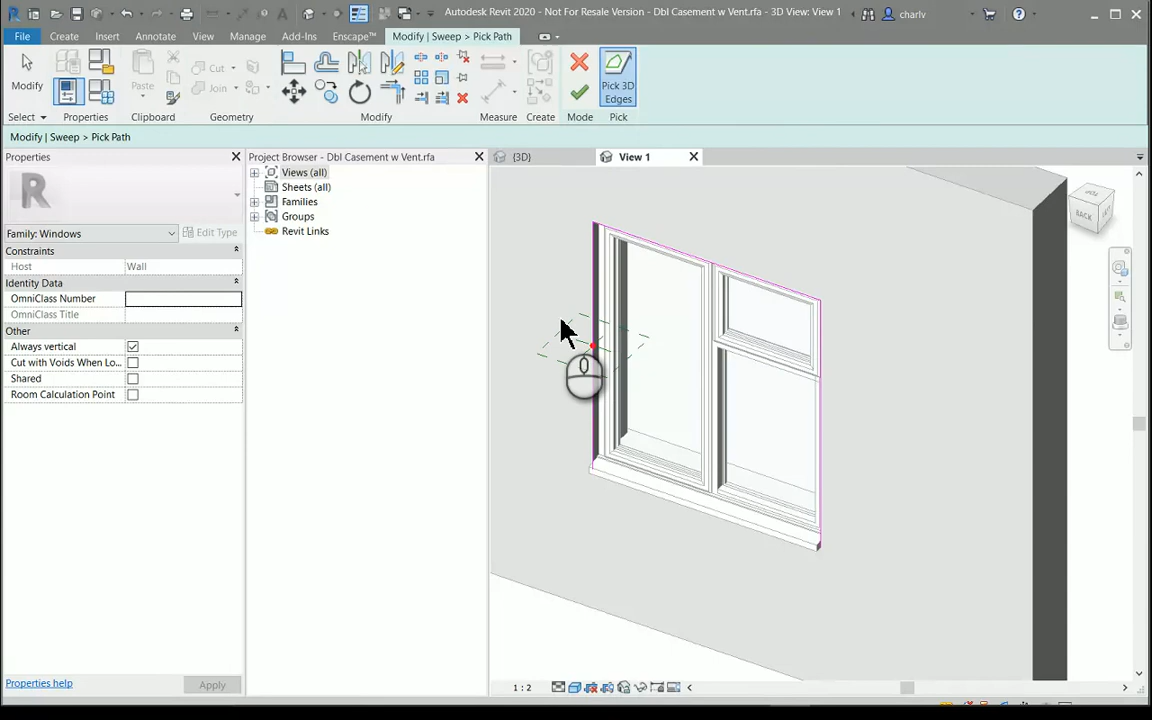 Autodesk Revit 2020 - Not For Resale Version - Dbl Casement w Vent.rfa - 3D View: View 1
charlv
File Create Insert Annotate View Manage Add-Ins Enscape™ Modify | Sweep > Pick Path
Modify
Paste
Cut
Join
Pick 3D
Edges
Select Properties Clipboard Geometry Modify Measure Create Mode Pick
Modify | Sweep > Pick Path
Properties
Project Browser - Dbl Casement w Vent.rfa
{3D}
View 1
Views (all)
Sheets (all)
Families
Groups
Revit Links
Family: Windows
Edit Type
Constraints
Host Wall
Identity Data
OmniClass Number
OmniClass Title
Other
Always vertical
Cut with Voids When Lo...
Shared
Room Calculation Point
BACK
Properties help
Apply
1 : 2